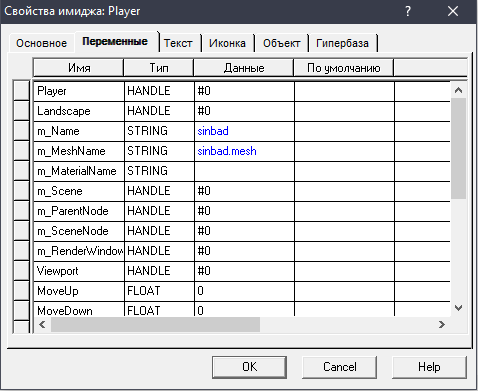 Свойства имиджа: Player
Основное Переменные Текст Иконка Объект Гипербаза
Имя Тип Данные По умолчанию
Player HANDLE #0
Landscape HANDLE #0
m_Name STRING sinbad
m_MeshName STRING sinbad.mesh
m_MaterialName STRING
m_Scene HANDLE #0
m_ParentNode HANDLE #0
m_SceneNode HANDLE #0
m_RenderWindow HANDLE #0
Viewport HANDLE #0
MoveUp FLOAT 0
MoveDown FLOAT 0
OK Cancel Help